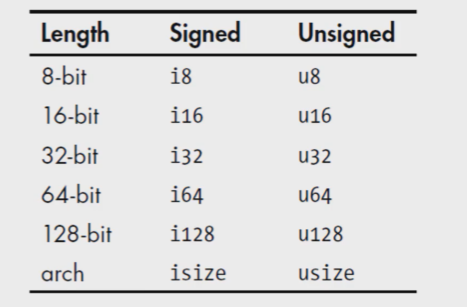 Length Signed Unsigned
8-bit i8 u8
16-bit i16 u16
32-bit i32 u32
64-bit i64 u64
128-bit i128 u128
arch isize usize